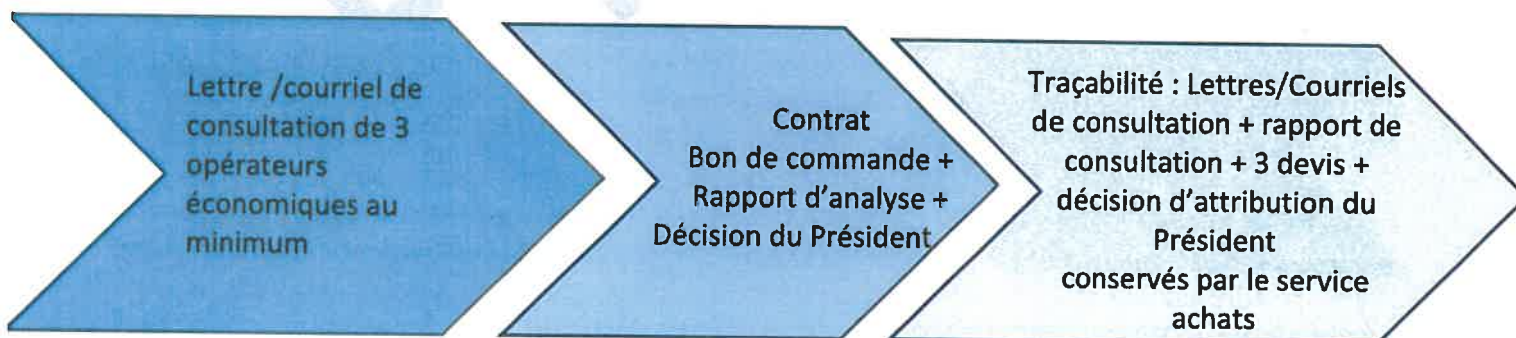 Lettre /courriel de
consultation de 3
opérateurs
économiques au
minimum
Contrat
Bon de commande +
Rapport d'analyse +
Décision du Président
Traçabilité : Lettres/Courriels
de consultation + rapport de
consultation + 3 devis +
décision d'attribution du
Président
conservés par le service
achats